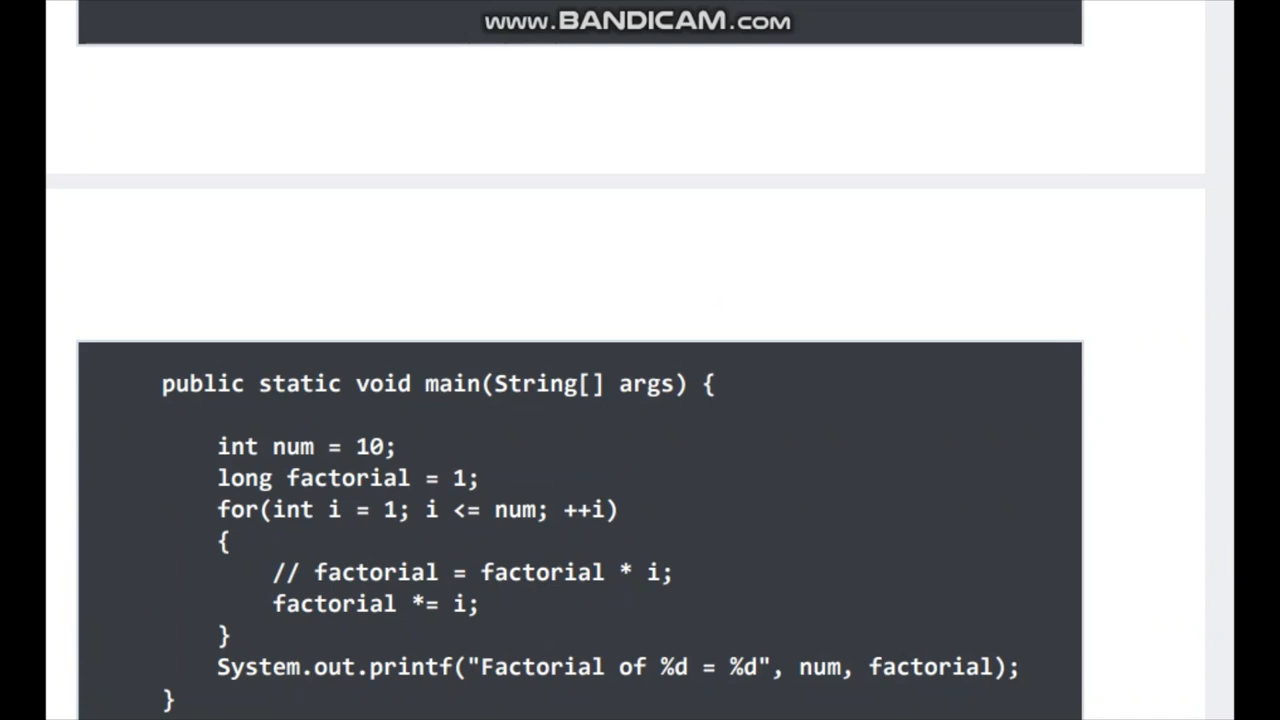 www.BANDICAM.com
public static void main(String[] args) {
int num = 10;
long factorial = 1;
for(int i = 1; i <= num; ++i)
{
// factorial = factorial * i;
factorial *= i;
}
System.out.printf("Factorial of %d = %d", num, factorial);
}